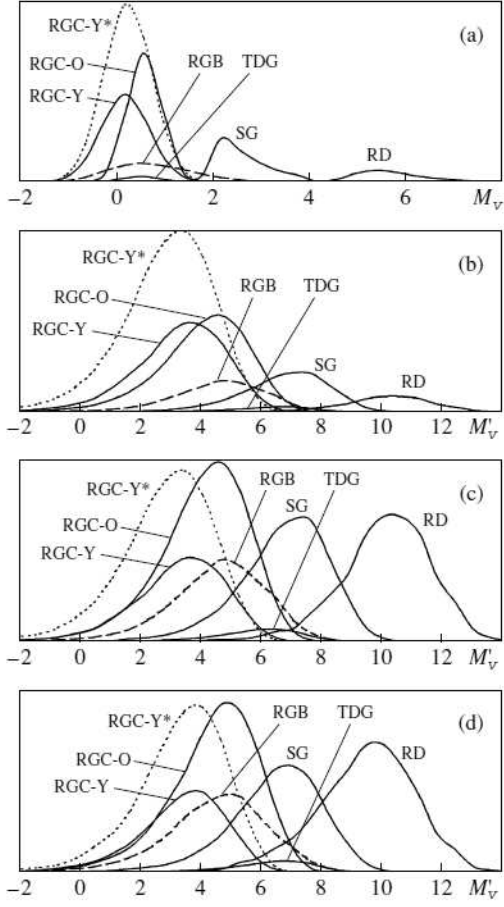 RGC-Y*
(a)
RGC-O RGB TDG
RGC-Y
SG
RD
0 2 4 6 M_V
RGC-Y*
(b)
RGC-O RGB TDG
RGC-Y
SG
RD
−2 0 2 4 6 8 10 12 M'_V
RGC-Y* RGB TDG (c)
SG
RGC-O RD
RGC-Y
−2 0 2 4 6 8 10 12 M'_V
RGC-Y* RGB TDG (d)
RGC-O SG RD
RGC-Y
−2 0 2 4 6 8 10 12 M'_V